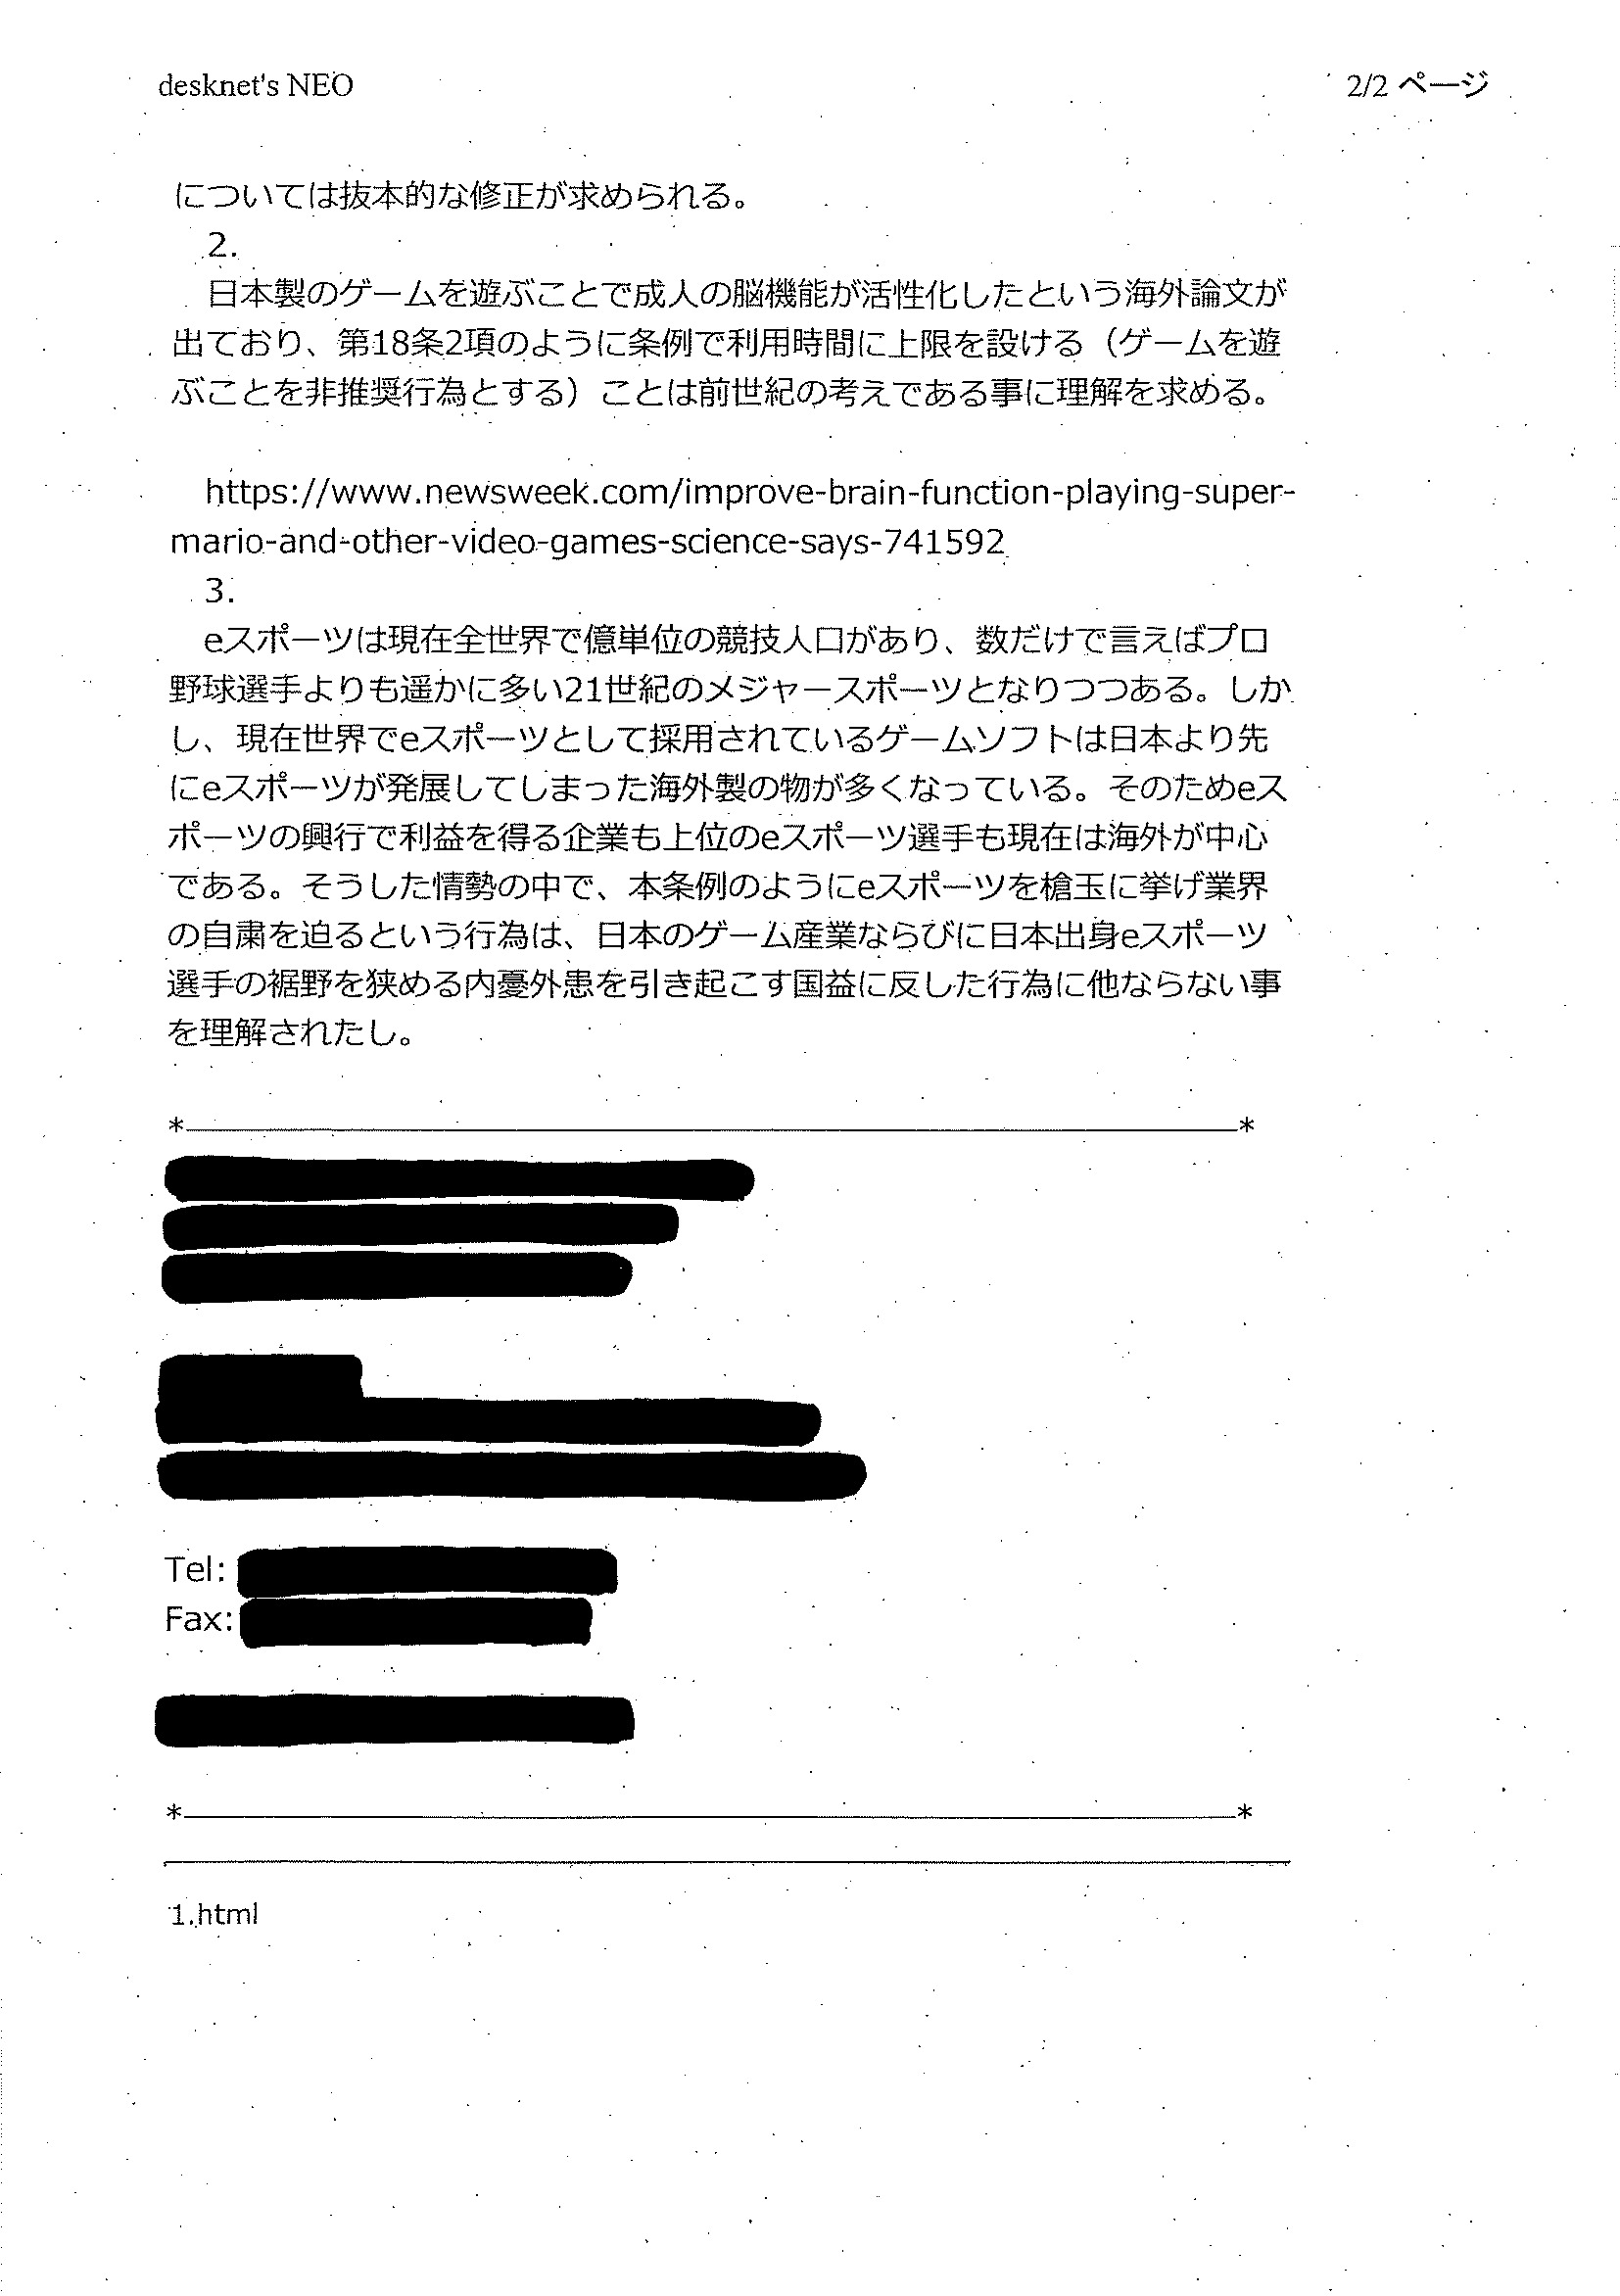 desknet's NEO
2/2 ページ
については抜本的な修正が求められる。
2.
日本製のゲームを遊ぶことで成人の脳機能が活性化したという海外論文が
出ており、第18条2項のように条例で利用時間に上限を設ける（ゲームを遊
ぶことを非推奨行為とする）ことは前世紀の考えである事に理解を求める。
https://www.newsweek.com/improve-brain-function-playing-super-
mario-and-other-video-games-science-says-741592
3.
eスポーツは現在全世界で億単位の競技人口があり、数だけで言えばプロ
野球選手よりも遥かに多い21世紀のメジャースポーツとなりつつある。しか
し、現在世界でeスポーツとして採用されているゲームソフトは日本より先
にeスポーツが発展してしまった海外製の物が多くなっている。そのためeス
ポーツの興行で利益を得る企業も上位のeスポーツ選手も現在は海外が中心
である。そうした情勢の中で、本条例のようにeスポーツを槍玉に挙げ業界
の自粛を迫るという行為は、日本のゲーム産業ならびに日本出身eスポーツ
選手の裾野を狭める内憂外患を引き起こす国益に反した行為に他ならない事
を理解されたし。
*―*
Tel:
Fax:
*―*
1.html